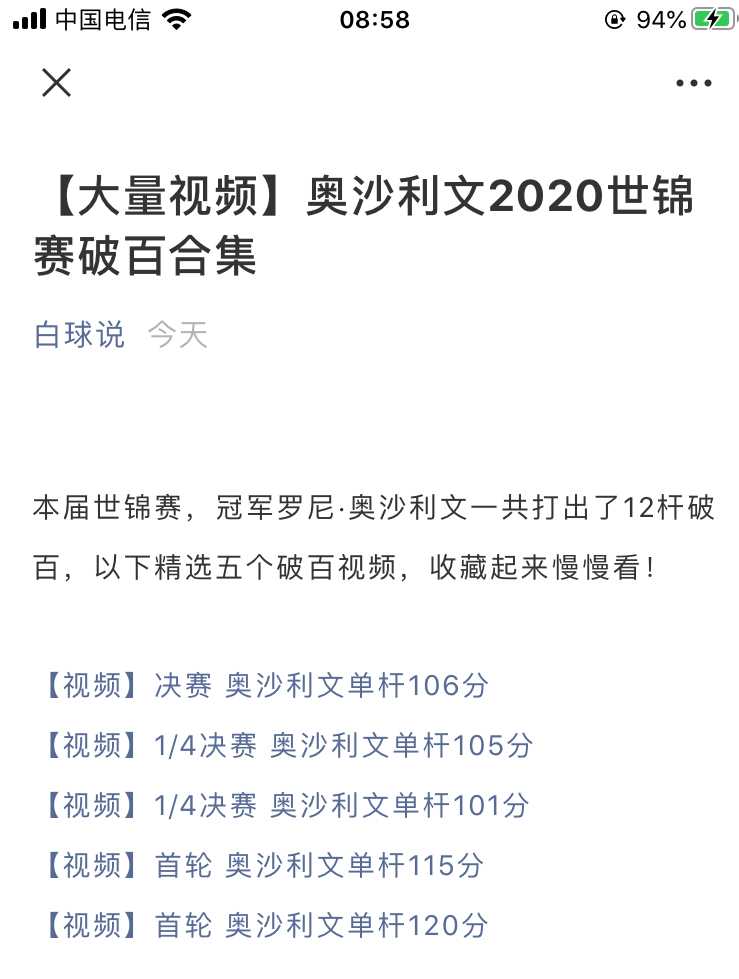 中国电信 08:58 94%
【大量视频】奥沙利文2020世锦
赛破百合集
白球说 今天
本届世锦赛，冠军罗尼·奥沙利文一共打出了12杆破
百，以下精选五个破百视频，收藏起来慢慢看！
【视频】决赛 奥沙利文单杆106分
【视频】1/4决赛 奥沙利文单杆105分
【视频】1/4决赛 奥沙利文单杆101分
【视频】首轮 奥沙利文单杆115分
【视频】首轮 奥沙利文单杆120分